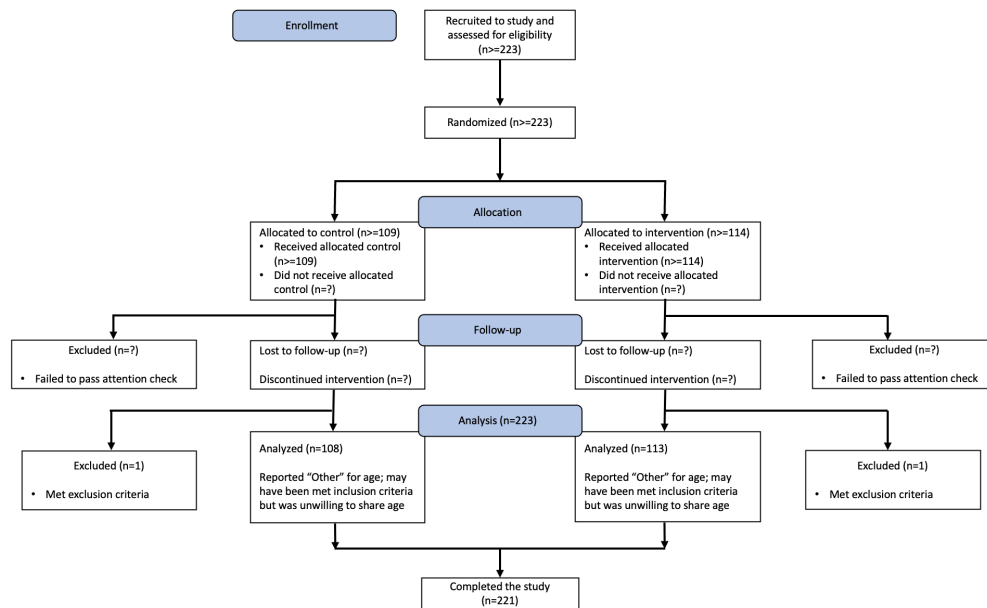 Enrollment
Recruited to study and
assessed for eligibility
(n>=223)
Randomized (n>=223)
Allocation
Allocated to control (n>=109)
• Received allocated control
(n>=109)
• Did not receive allocated
control (n=?)
Allocated to intervention (n>=114)
• Received allocated
intervention (n>=114)
• Did not receive allocated
intervention (n=?)
Follow-up
Excluded (n=?)
• Failed to pass attention check
Lost to follow-up (n=?)
Discontinued intervention (n=?)
Lost to follow-up (n=?)
Discontinued intervention (n=?)
Excluded (n=?)
• Failed to pass attention check
Analysis (n=223)
Excluded (n=1)
• Met exclusion criteria
Analyzed (n=108)
Reported “Other” for age; may
have been met inclusion criteria
but was unwilling to share age
Analyzed (n=113)
Reported “Other” for age; may
have been met inclusion criteria
but was unwilling to share age
Excluded (n=1)
• Met exclusion criteria
Completed the study
(n=221)